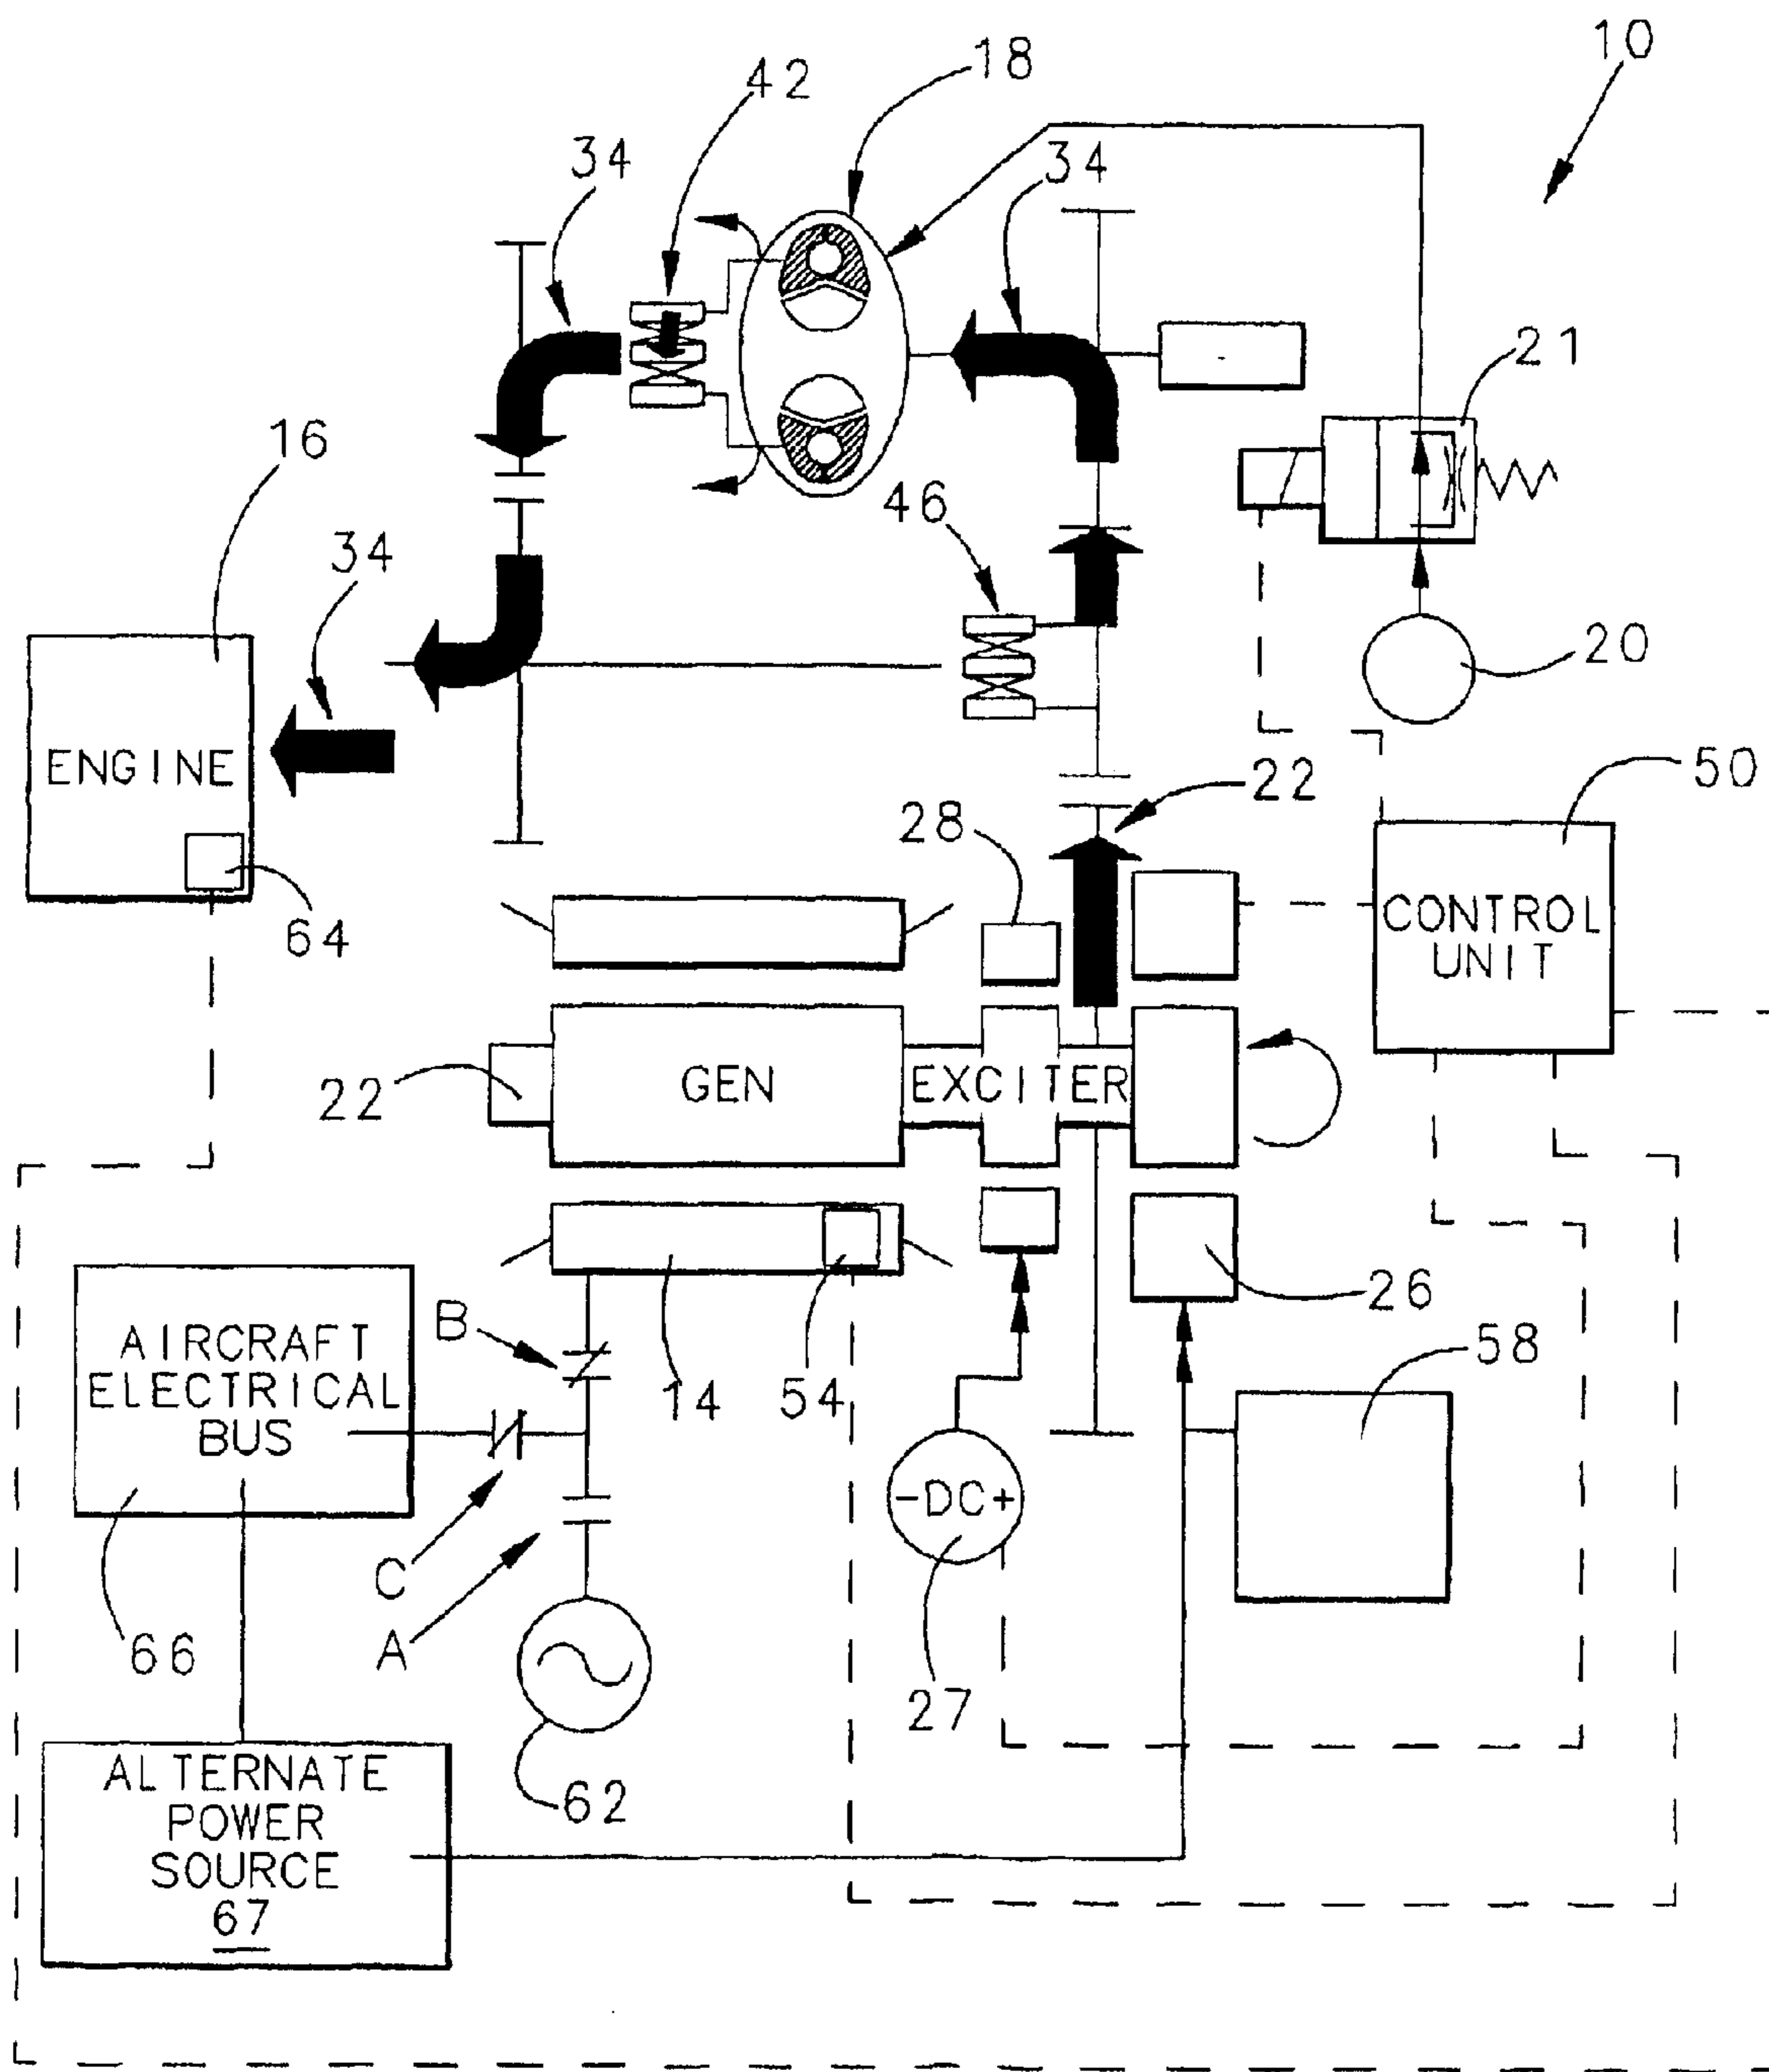 10
18
42
34
34
21
16
46
34
20
ENGINE
50
22
28
64
CONTROL
UNIT
22
GEN
EXCITER
26
B
AIRCRAFT
ELECTRICAL
BUS
14
54
58
-DC+
C
66
A
27
62
ALTERNATE
POWER
SOURCE
67